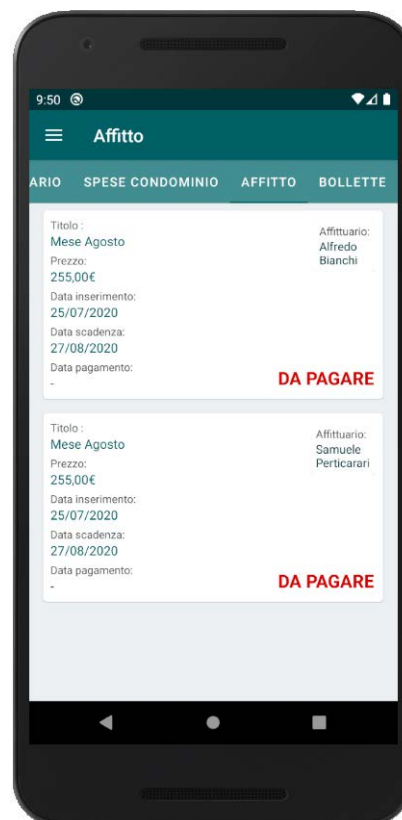 9:50
Affitto
ARIO SPESE CONDOMINIO AFFITTO BOLLETTE
Titolo :
Mese Agosto
Prezzo:
255,00€
Data inserimento:
25/07/2020
Data scadenza:
27/08/2020
Data pagamento:
-
Affittuario:
Alfredo
Bianchi
DA PAGARE
Titolo :
Mese Agosto
Prezzo:
255,00€
Data inserimento:
25/07/2020
Data scadenza:
27/08/2020
Data pagamento:
-
Affittuario:
Samuele
Perticarari
DA PAGARE